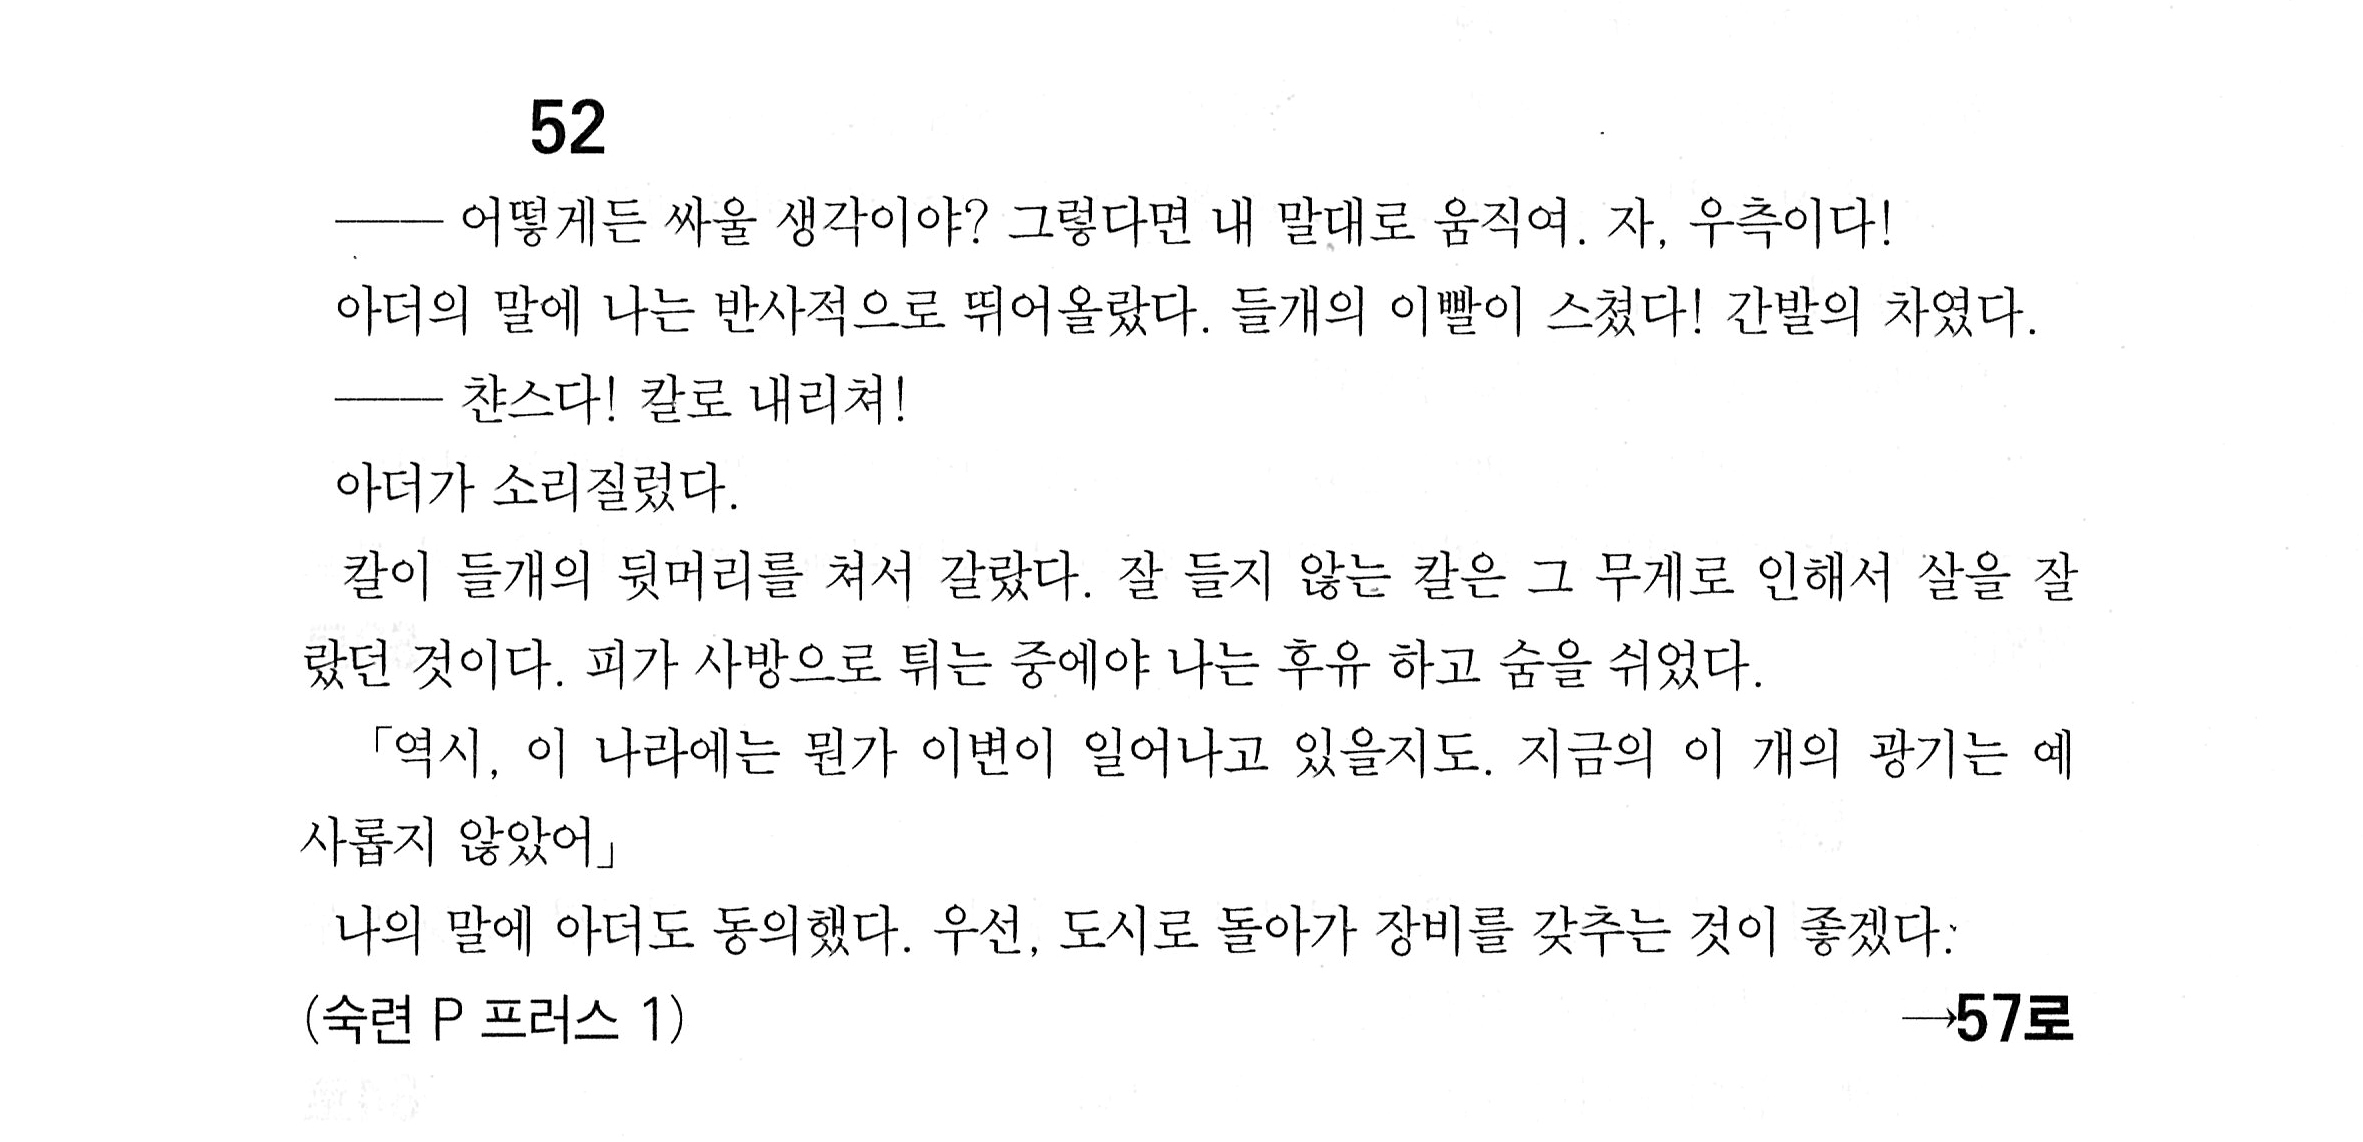 52
―― 어떻게든 싸울 생각이야? 그렇다면 내 말대로 움직여. 자, 우측이다!
아더의 말에 나는 반사적으로 뛰어올랐다. 들개의 이빨이 스쳤다! 간발의 차였다.
―― 챤스다! 칼로 내리쳐!
아더가 소리질렀다.
칼이 들개의 뒷머리를 쳐서 갈랐다. 잘 들지 않는 칼은 그 무게로 인해서 살을 잘
랐던 것이다. 피가 사방으로 튀는 중에야 나는 후유 하고 숨을 쉬었다.
「역시, 이 나라에는 뭔가 이변이 일어나고 있을지도. 지금의 이 개의 광기는 예
사롭지 않았어」
나의 말에 아더도 동의했다. 우선, 도시로 돌아가 장비를 갖추는 것이 좋겠다.
(숙련 P 프러스 1) →57로